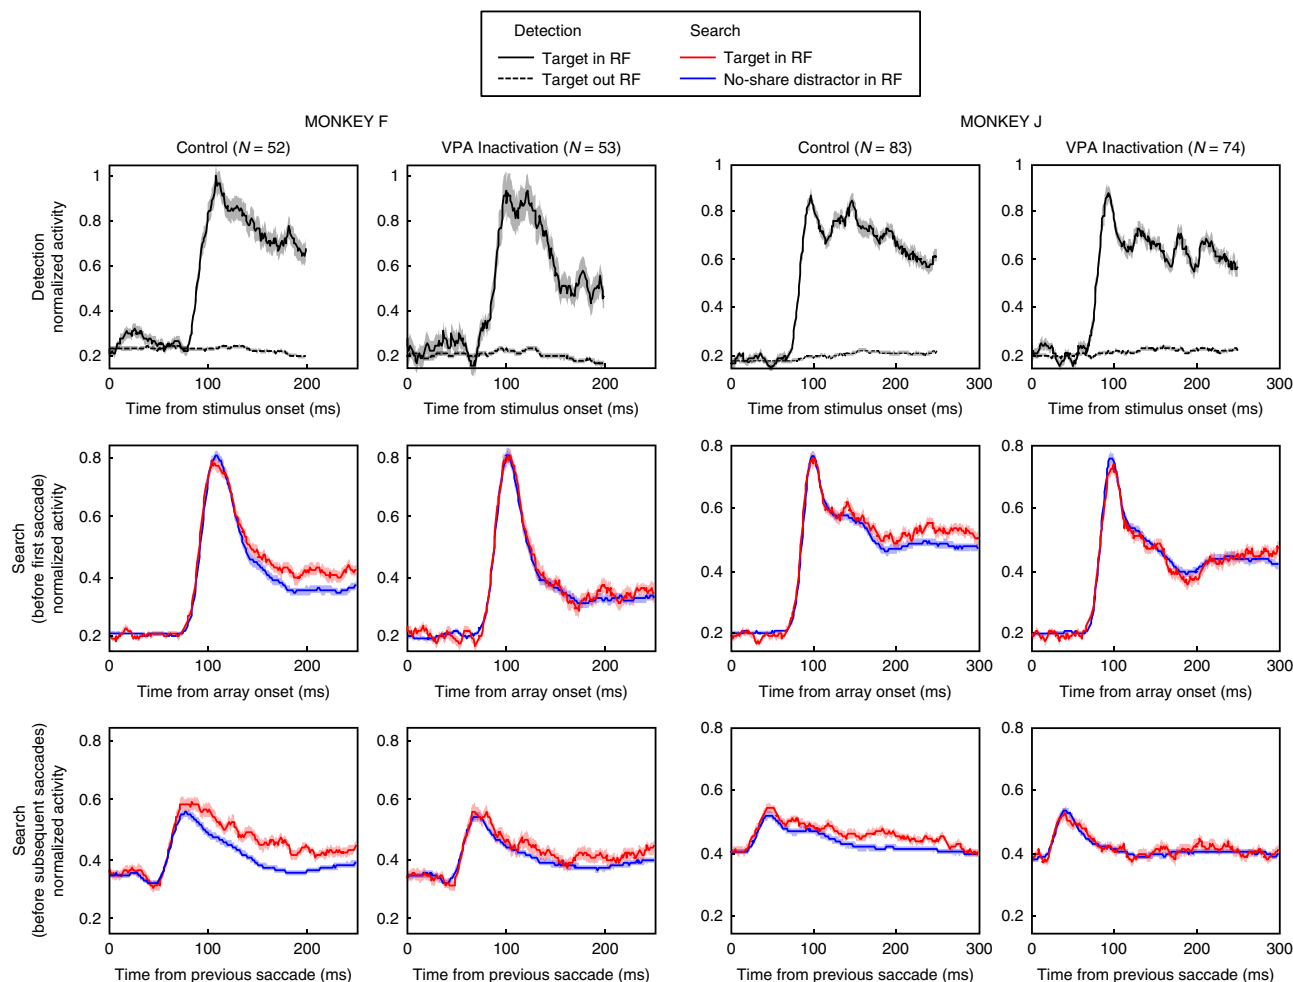 Detection Search
Target in RF Target in RF
Target out RF No-share distractor in RF
MONKEY F MONKEY J
Control (N = 52) VPA Inactivation (N = 53) Control (N = 83) VPA Inactivation (N = 74)
Detection
normalized activity
1 1 1 1
0.8 0.8 0.8 0.8
0.6 0.6 0.6 0.6
0.4 0.4 0.4 0.4
0.2 0.2 0.2 0.2
0 100 200 0 100 200 0 100 200 300 0 100 200 300
Time from stimulus onset (ms) Time from stimulus onset (ms) Time from stimulus onset (ms) Time from stimulus onset (ms)
Search
(before first saccade)
normalized activity
0.8 0.8 0.8 0.8
0.6 0.6 0.6 0.6
0.4 0.4 0.4 0.4
0.2 0.2 0.2 0.2
0 100 200 0 100 200 0 100 200 300 0 100 200 300
Time from array onset (ms) Time from array onset (ms) Time from array onset (ms) Time from array onset (ms)
Search
(before subsequent saccades)
normalized activity
0.8 0.8 0.8 0.8
0.6 0.6 0.6 0.6
0.4 0.4 0.4 0.4
0.2 0.2 0.2 0.2
0 100 200 0 100 200 0 100 200 300 0 100 200 300
Time from previous saccade (ms) Time from previous saccade (ms) Time from previous saccade (ms) Time from previous saccade (ms)